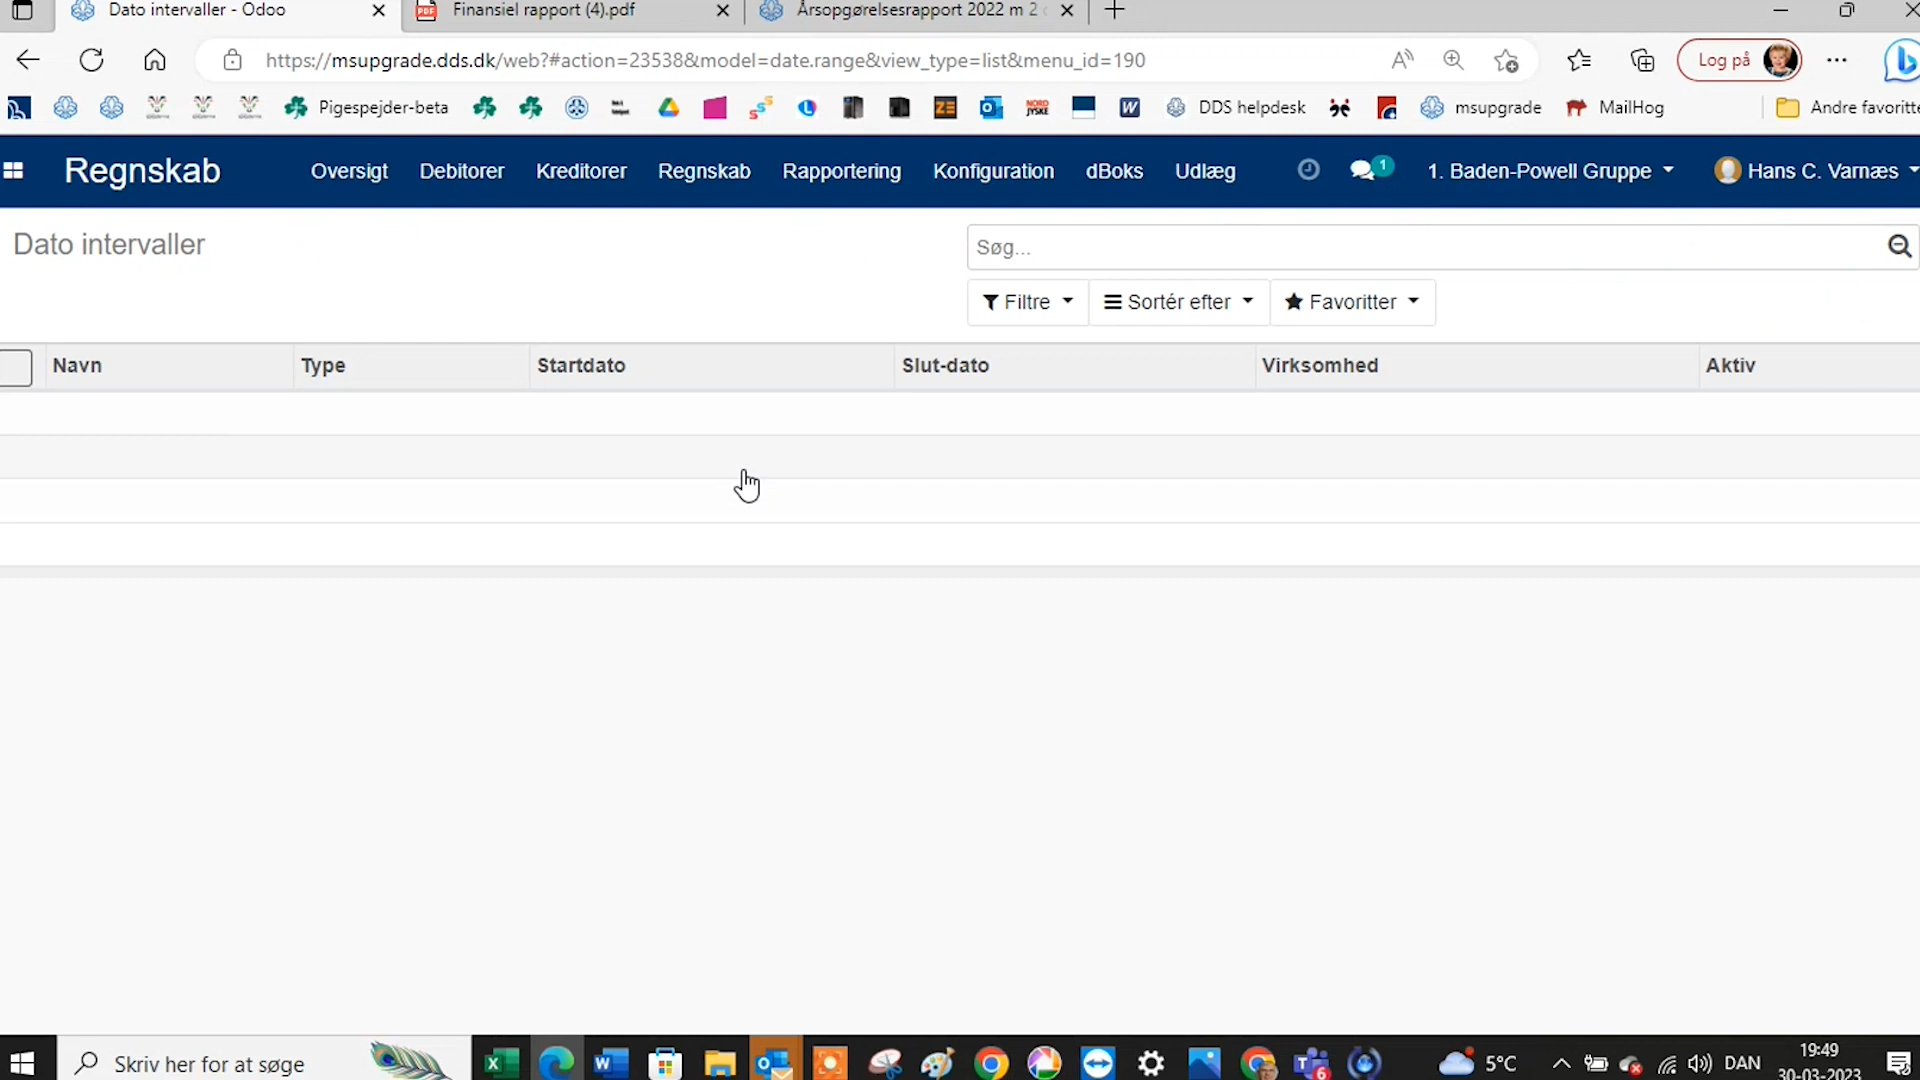 Dato intervaller - Odoo
Finansiel rapport (4).pdf
Årsopgørelsesrapport 2022 m 2
https://msupgrade.dds.dk/web?#action=23538&model=date.range&view_type=list&menu_id=190
Log på
Pigespejder-beta
DDS helpdesk
msupgrade
MailHog
Andre favoritte
Regnskab
Oversigt
Debitorer
Kreditorer
Regnskab
Rapportering
Konfiguration
dBoks
Udlæg
1
1. Baden-Powell Gruppe
Hans C. Varnæs
Dato intervaller
Søg...
Filtre
Sortér efter
Favoritter
Navn
Type
Startdato
Slut-dato
Virksomhed
Aktiv
Skriv her for at søge
5°C
DAN
19:49
30-03-2023